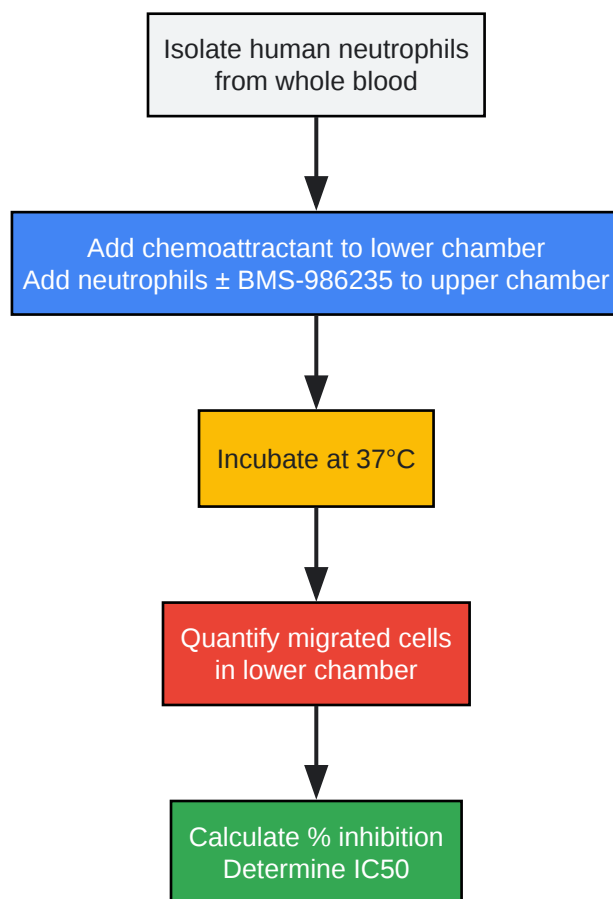 Isolate human neutrophils
from whole blood
Add chemoattractant to lower chamber
Add neutrophils ± BMS-986235 to upper chamber
Incubate at 37°C
Quantify migrated cells
in lower chamber
Calculate % inhibition
Determine IC50